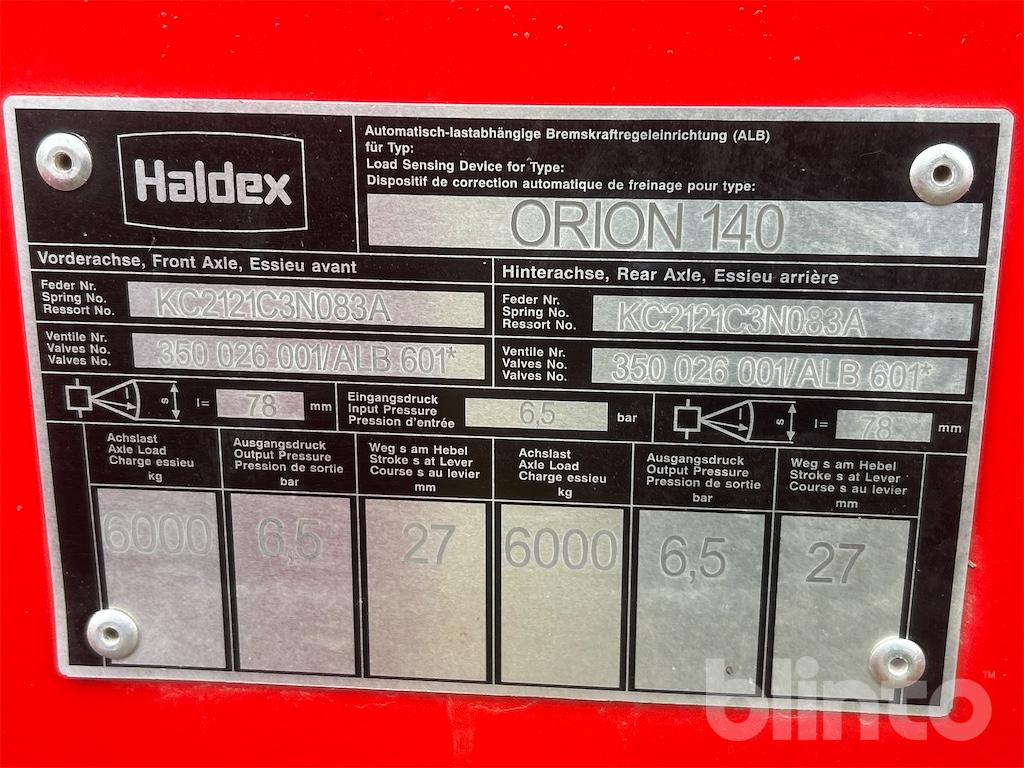 Haldex
Automatisch-lastabhängige Bremskraftregeleinrichtung (ALB)
für Typ:
Load Sensing Device for Type:
Dispositif de correction automatique de freinage pour type:
ORION 140
Vorderachse, Front Axle, Essieu avant
Feder Nr.
Spring No.
Ressort No.
KC2121C3N083A
Ventile Nr.
Valves No.
Valves No.
350 026 001/ALB 601*
Hinterachse, Rear Axle, Essieu arrière
Feder Nr.
Spring No.
Ressort No.
KC2121C3N083A
Ventile Nr.
Valves No.
Valves No.
350 026 001/ALB 601*
s l= 78 mm
Eingangsdruck
Input Pressure
Pression d'entrée
6,5 bar
s l= 78 mm
Achslast
Axle Load
Charge essieu
kg
6000
Ausgangsdruck
Output Pressure
Pression de sortie
bar
6,5
Weg s am Hebel
Stroke s at Lever
Course s au levier
mm
27
Achslast
Axle Load
Charge essieu
kg
6000
Ausgangsdruck
Output Pressure
Pression de sortie
bar
6,5
Weg s am Hebel
Stroke s at Lever
Course s au levier
mm
27
blinto™